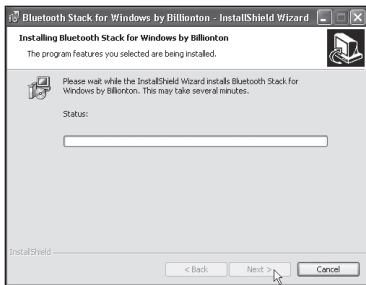 Bluetooth Stack for Windows by Billionton - InstallShield Wizard
Installing Bluetooth Stack for Windows by Billionton
The program features you selected are being installed.
Please wait while the InstallShield Wizard installs Bluetooth Stack for
Windows by Billionton. This may take several minutes.
Status:
InstallShield
< Back Next > Cancel